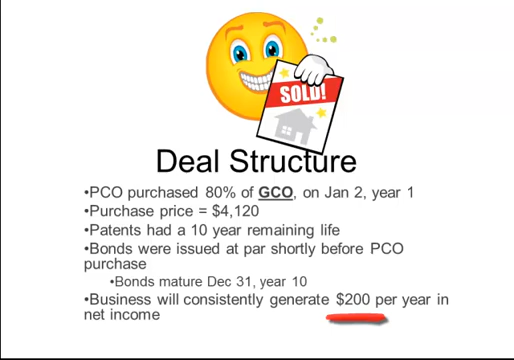 SOLD!
Deal Structure
•PCO purchased 80% of GCO, on Jan 2, year 1
•Purchase price = $4,120
•Patents had a 10 year remaining life
•Bonds were issued at par shortly before PCO
purchase
•Bonds mature Dec 31, year 10
•Business will consistently generate $200 per year in
net income